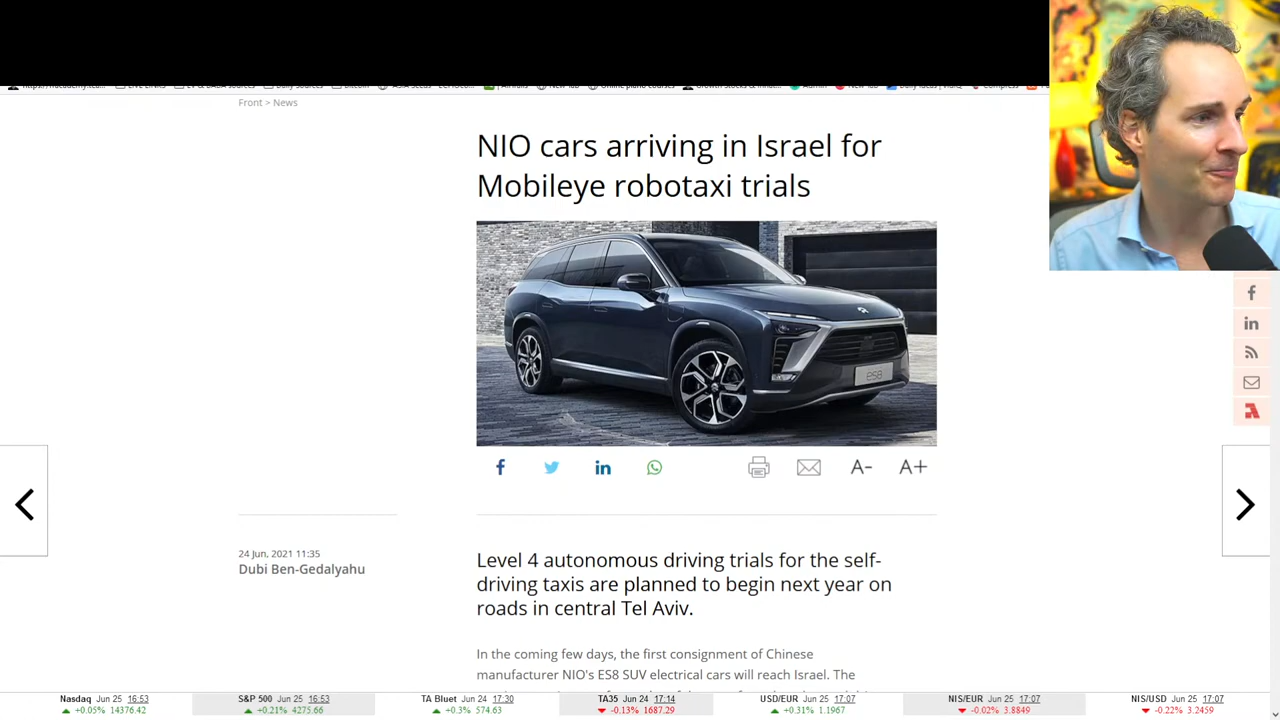 Front > News
NIO cars arriving in Israel for
Mobileye robotaxi trials
es8
A- A+
24 Jun, 2021 11:35
Dubi Ben-Gedalyahu
Level 4 autonomous driving trials for the self-
driving taxis are planned to begin next year on
roads in central Tel Aviv.
In the coming few days, the first consignment of Chinese
manufacturer NIO's ES8 SUV electrical cars will reach Israel. The
Nasdaq Jun 25 16:53
+0.05% 14376.42
S&P 500 Jun 25 16:53
+0.21% 4275.66
TA Bluet Jun 24 17:30
+0.3% 574.63
TA35 Jun 24 17:14
-0.13% 1687.29
USD/EUR Jun 25 17:07
+0.31% 1.1967
NIS/EUR Jun 25 17:07
-0.02% 3.8849
NIS/USD Jun 25 17:07
-0.22% 3.2459